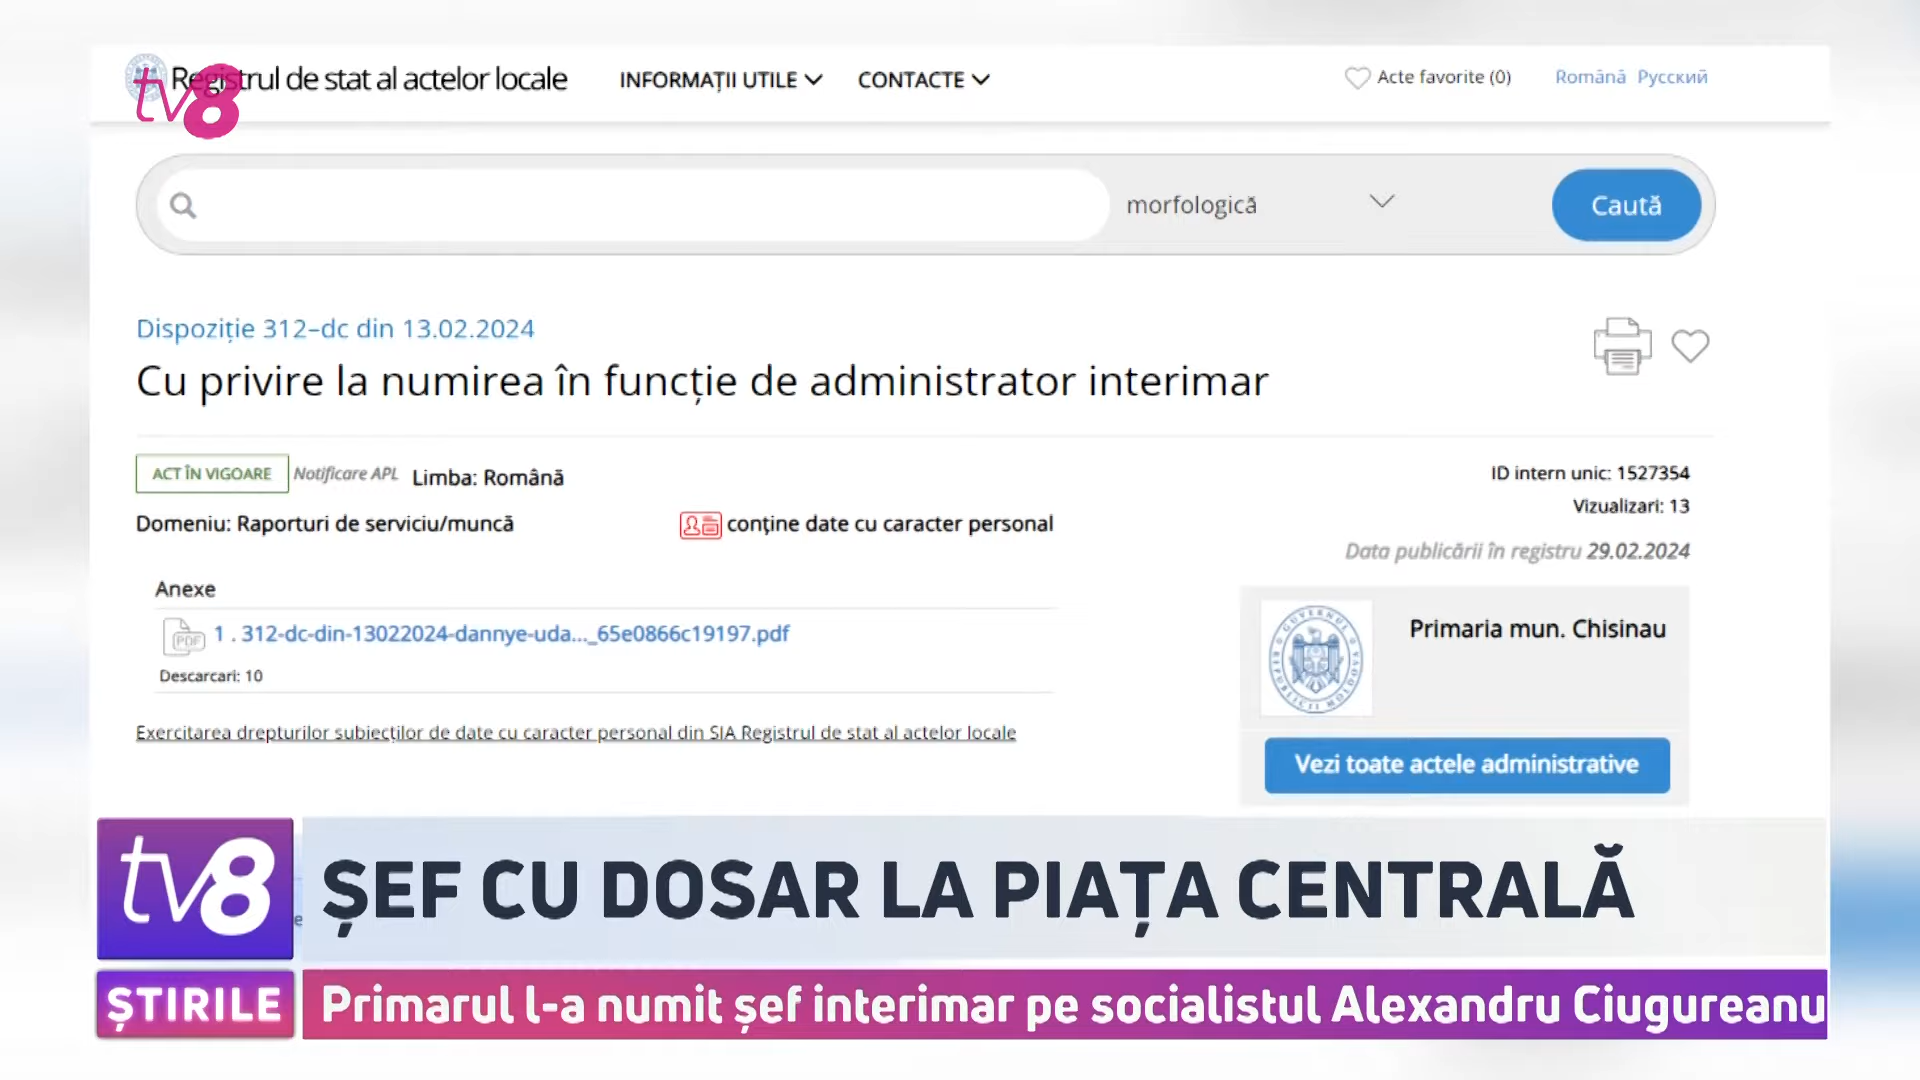 Registrul de stat al actelor locale
INFORMAȚII UTILE
CONTACTE
Acte favorite (0)
Română Русский
tv8
morfologică
Caută
Dispoziție 312-dc din 13.02.2024
Cu privire la numirea în funcție de administrator interimar
ACT ÎN VIGOARE Notificare APL Limba: Română
ID intern unic: 1527354
Vizualizari: 13
Domeniu: Raporturi de serviciu/muncă
conține date cu caracter personal
Data publicării în registru 29.02.2024
Anexe
PDF 1 . 312-dc-din-13022024-dannye-uda..._65e0866c19197.pdf
Descarcari: 10
GUVERNUL REPUBLICII MOLDOVA
Primaria mun. Chisinau
Exercitarea drepturilor subiecților de date cu caracter personal din SIA Registrul de stat al actelor locale
Vezi toate actele administrative
tv8
ȘEF CU DOSAR LA PIAȚA CENTRALĂ
ȘTIRILE
Primarul l-a numit șef interimar pe socialistul Alexandru Ciugureanu